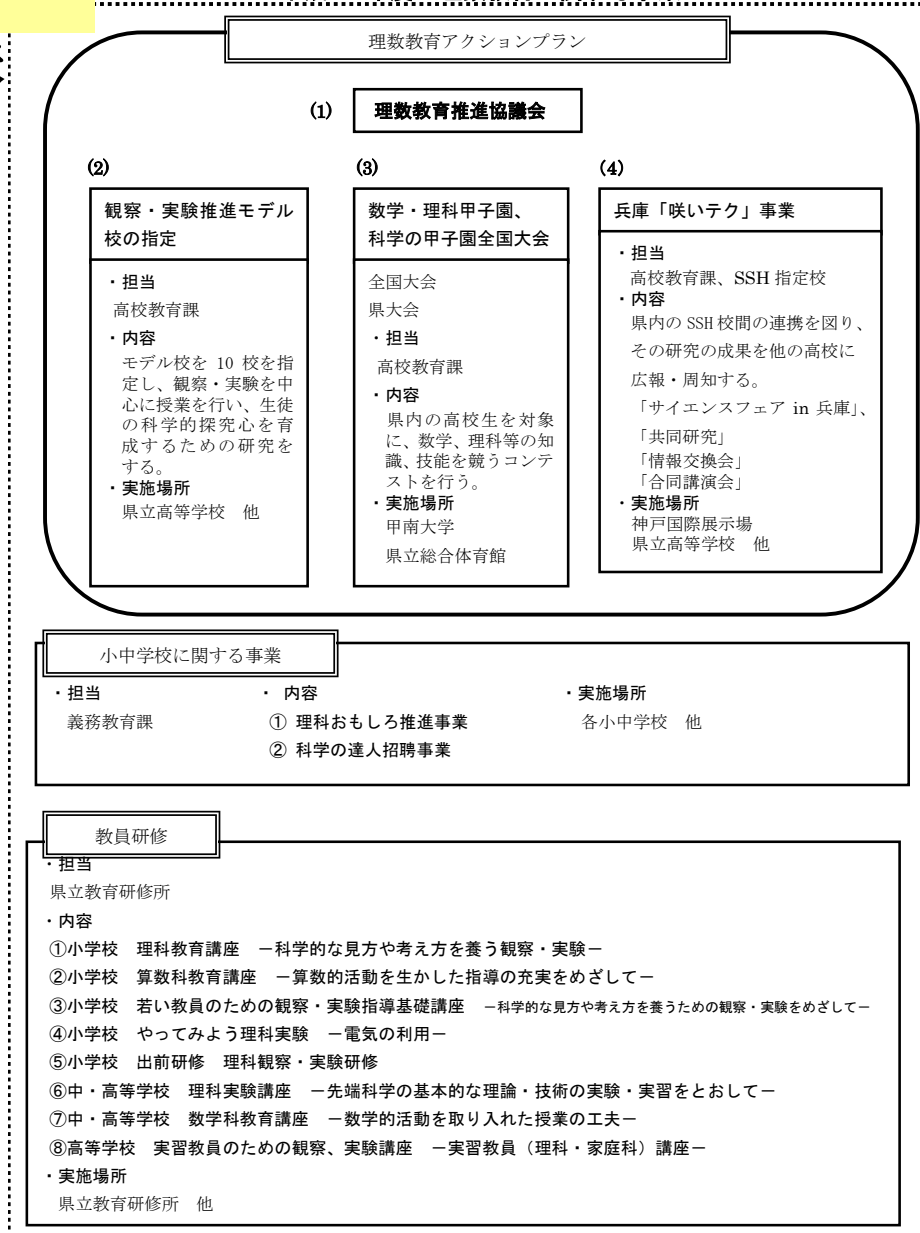 理数教育アクションプラン
(1) 理数教育推進協議会
(2)
観察・実験推進モデル
校の指定
・担当
高校教育課
・内容
モデル校を 10 校を指
定し、観察・実験を中
心に授業を行い、生徒
の科学的探究心を育
成するための研究を
する。
・実施場所
県立高等学校 他
(3)
数学・理科甲子園、
科学の甲子園全国大会
全国大会
県大会
・担当
高校教育課
・内容
県内の高校生を対象
に、数学、理科等の知
識、技能を競うコンテ
ストを行う。
・実施場所
甲南大学
県立総合体育館
(4)
兵庫「咲いテク」事業
・担当
高校教育課、SSH 指定校
・内容
県内の SSH 校間の連携を図り、
その研究の成果を他の高校に
広報・周知する。
「サイエンスフェア in 兵庫」、
「共同研究」
「情報交換会」
「合同講演会」
・実施場所
神戸国際展示場
県立高等学校 他
小中学校に関する事業
・担当 ・ 内容 ・実施場所
義務教育課 ① 理科おもしろ推進事業 各小中学校 他
② 科学の達人招聘事業
教員研修
・担当
県立教育研修所
・内容
①小学校 理科教育講座 －科学的な見方や考え方を養う観察・実験－
②小学校 算数科教育講座 －算数的活動を生かした指導の充実をめざして－
③小学校 若い教員のための観察・実験指導基礎講座 －科学的な見方や考え方を養うための観察・実験をめざして－
④小学校 やってみよう理科実験 －電気の利用－
⑤小学校 出前研修 理科観察・実験研修
⑥中・高等学校 理科実験講座 －先端科学の基本的な理論・技術の実験・実習をとおして－
⑦中・高等学校 数学科教育講座 －数学的活動を取り入れた授業の工夫－
⑧高等学校 実習教員のための観察、実験講座 －実習教員（理科・家庭科）講座－
・実施場所
県立教育研修所 他